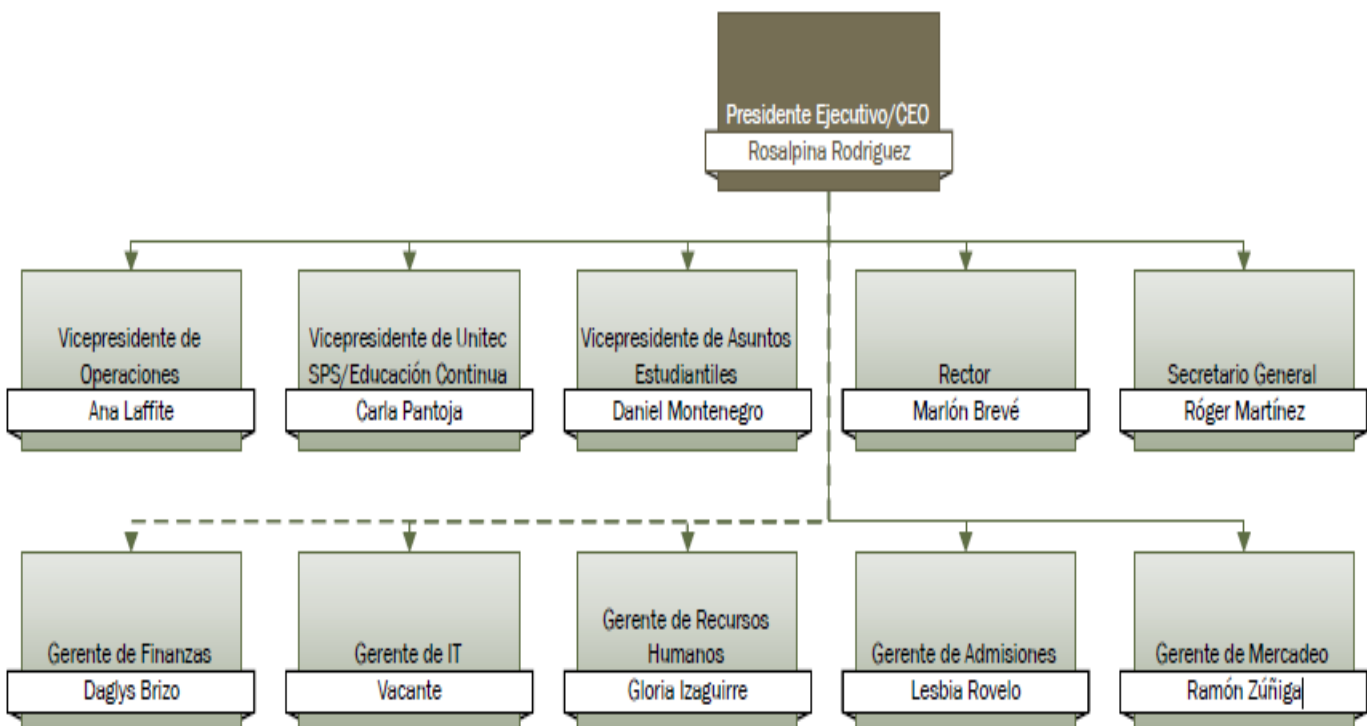 Presidente Ejecutivo/CEO
Rosalpina Rodriguez
Vicepresidente de
Operaciones
Ana Laffite
Vicepresidente de Unitec
SPS/Educación Continua
Carla Pantoja
Vicepresidente de Asuntos
Estudiantiles
Daniel Montenegro
Rector
Marlón Brevé
Secretario General
Róger Martínez
Gerente de Finanzas
Daglys Brizo
Gerente de IT
Vacante
Gerente de Recursos
Humanos
Gloria Izaguirre
Gerente de Admisiones
Lesbia Rovelo
Gerente de Mercadeo
Ramón Zúñiga